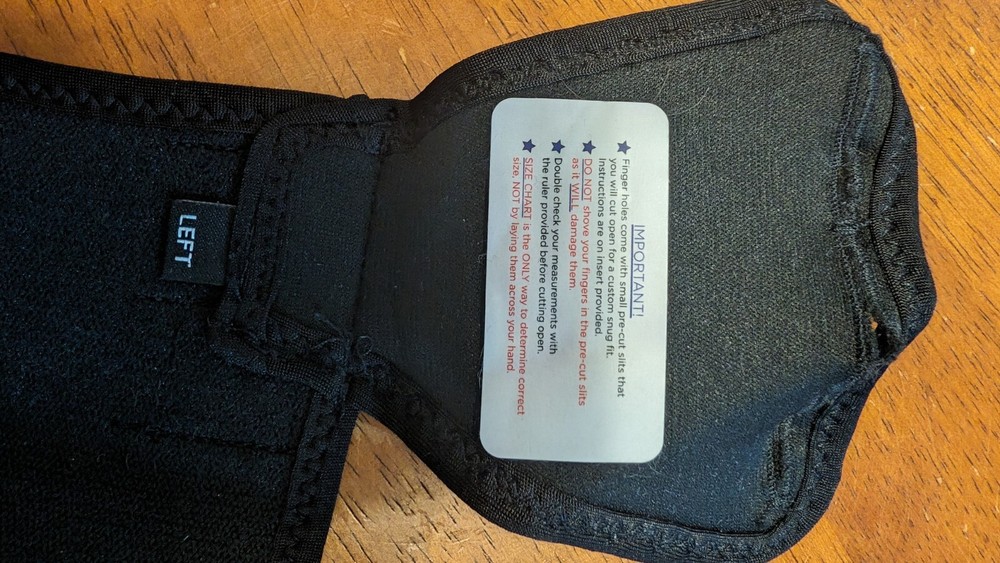 IMPORTANT!
Finger holes come with small pre-cut slits that
you will cut open for a custom snug fit.
Instructions are on insert provided.
DO NOT shove your fingers in the pre-cut slits
as it WILL damage them.
Double check your measurements with
the ruler provided before cutting open.
SIZE CHART is the ONLY way to determine correct
size, NOT by laying them across your hand.
LEFT